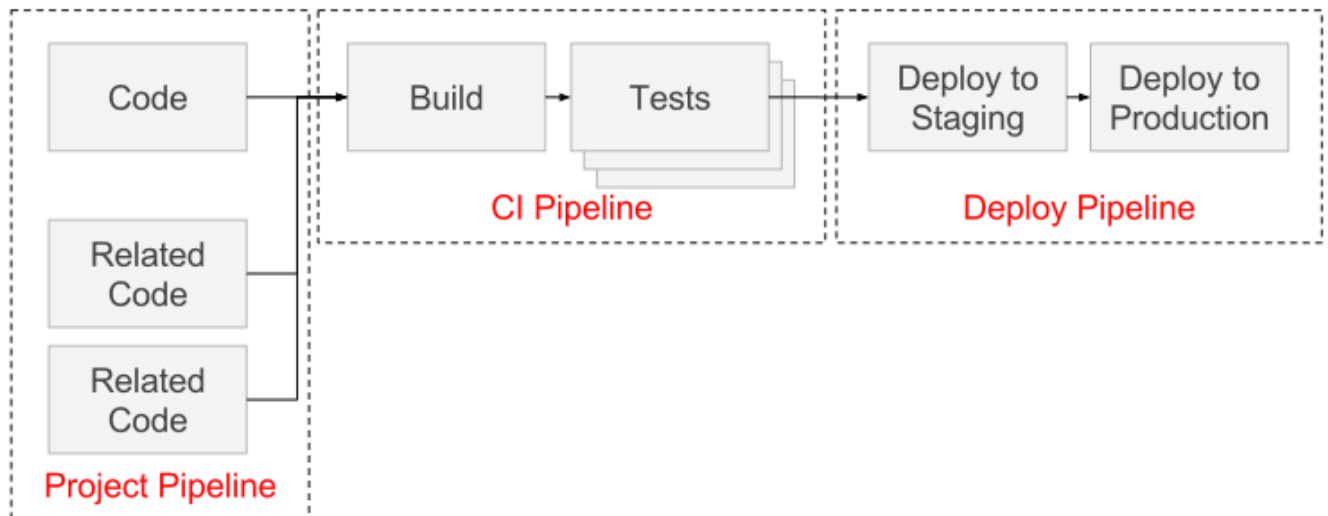 Code
Build
Tests
Deploy to
Staging
Deploy to
Production
CI Pipeline
Deploy Pipeline
Related
Code
Related
Code
Project Pipeline